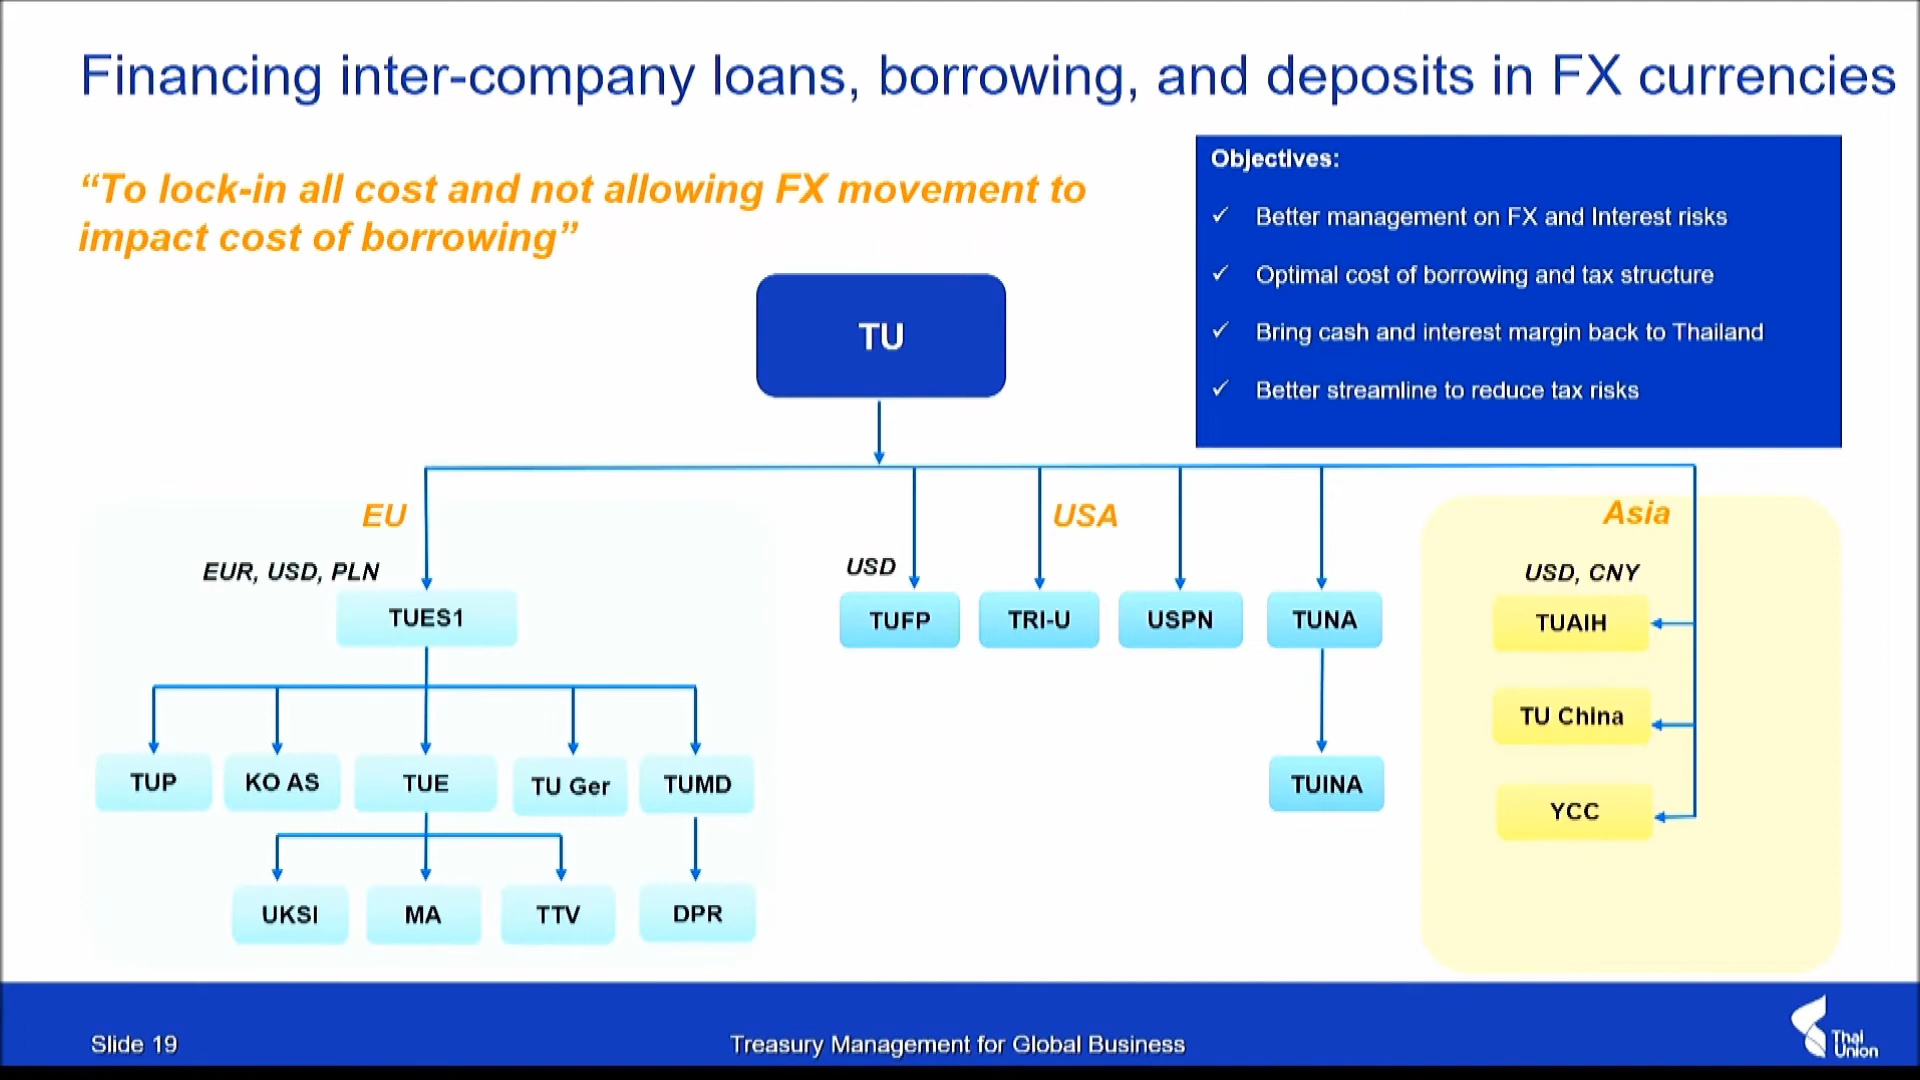 Financing inter-company loans, borrowing, and deposits in FX currencies
“To lock-in all cost and not allowing FX movement to
impact cost of borrowing”
Objectives:
✓ Better management on FX and Interest risks
✓ Optimal cost of borrowing and tax structure
✓ Bring cash and interest margin back to Thailand
✓ Better streamline to reduce tax risks
TU
EU
USA
Asia
EUR, USD, PLN
USD
USD, CNY
TUES1
TUFP
TRI-U
USPN
TUNA
TUAIH
TU China
YCC
TUP
KO AS
TUE
TU Ger
TUMD
TUINA
UKSI
MA
TTV
DPR
Slide 19
Treasury Management for Global Business
Thai
Union